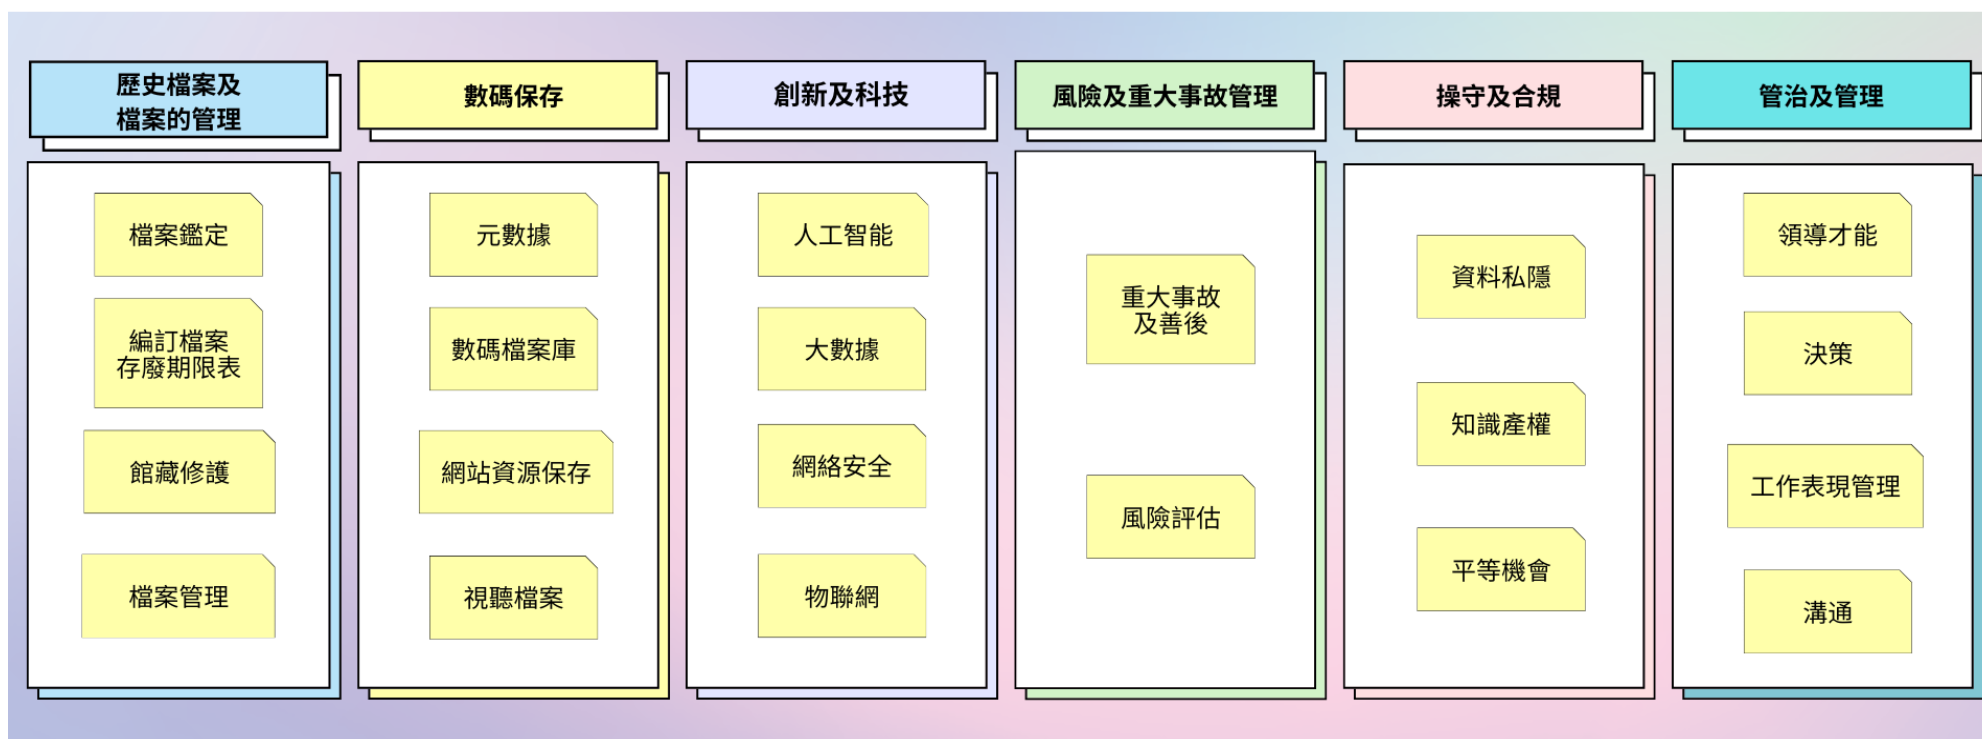 歷史檔案及
檔案的管理
檔案鑑定
編訂檔案
存廢期限表
館藏修護
檔案管理
數碼保存
元數據
數碼檔案庫
網站資源保存
視聽檔案
創新及科技
人工智能
大數據
網絡安全
物聯網
風險及重大事故管理
重大事故
及善後
風險評估
操守及合規
資料私隱
知識產權
平等機會
管治及管理
領導才能
決策
工作表現管理
溝通